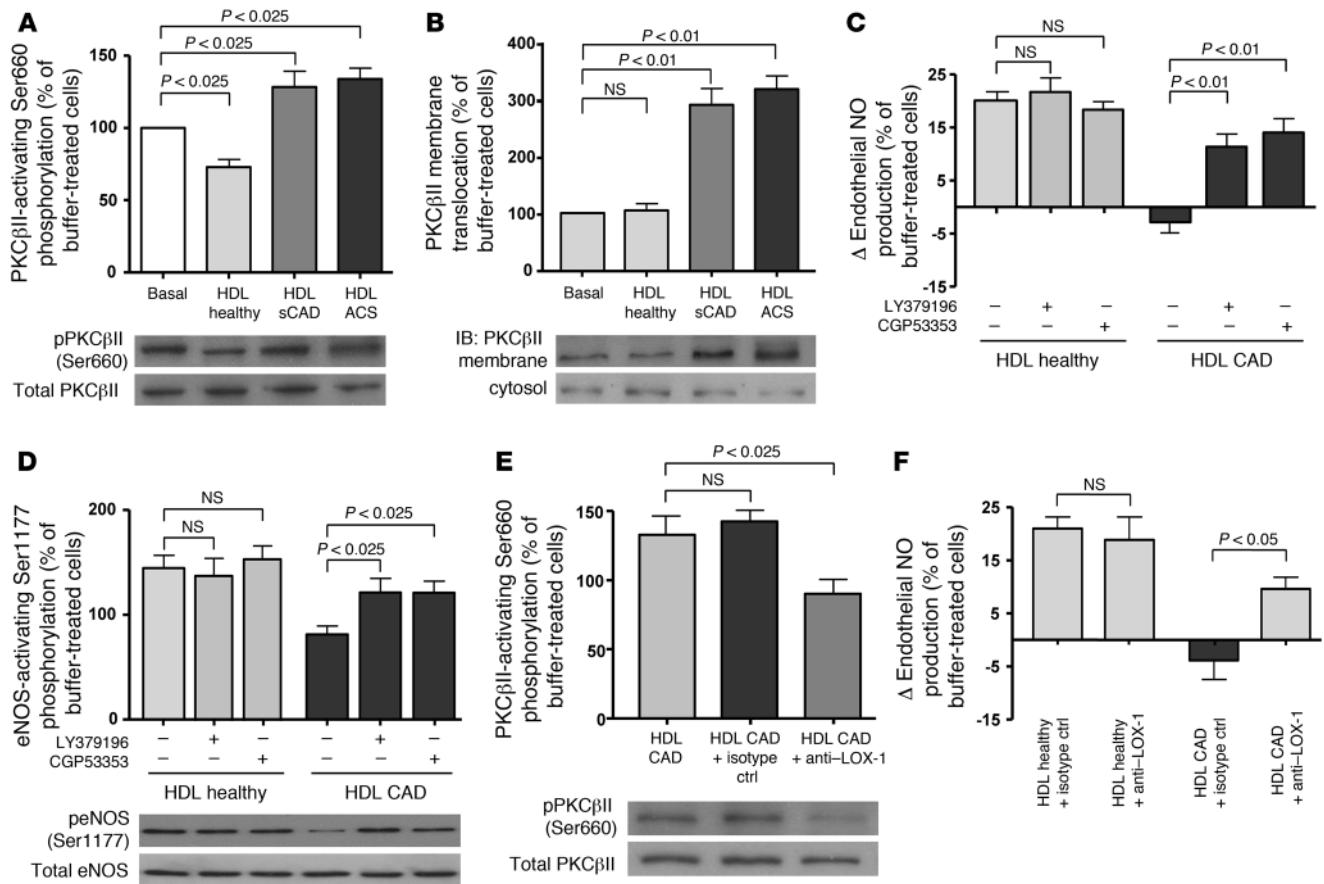 A
PKCβII-activating Ser660
phosphorylation (% of
buffer-treated cells)
P < 0.025
P < 0.025
P < 0.025
150
100
50
0
Basal
HDL
healthy
HDL
sCAD
HDL
ACS
pPKCβII
(Ser660)
Total PKCβII
B
PKCβII membrane
translocation (% of
buffer-treated cells)
P < 0.01
P < 0.01
NS
400
300
200
100
0
Basal
HDL
healthy
HDL
sCAD
HDL
ACS
IB: PKCβII
membrane
cytosol
C
Δ Endothelial NO
production (% of
buffer-treated cells)
NS
NS
P < 0.01
P < 0.01
25
15
5
-5
-15
LY379196 – + – – + –
CGP53353 – – + – – +
HDL healthy HDL CAD
D
eNOS-activating Ser1177
phosphorylation (% of
buffer-treated cells)
NS
NS
P < 0.025
P < 0.025
200
100
0
LY379196 – + – – + –
CGP53353 – – + – – +
HDL healthy HDL CAD
peNOS
(Ser1177)
Total eNOS
E
PKCβII-activating Ser660
phosphorylation (% of
buffer-treated cells)
P < 0.025
NS
150
100
50
0
HDL
CAD
HDL CAD
+ isotype
ctrl
HDL CAD
+ anti–LOX-1
pPKCβII
(Ser660)
Total PKCβII
F
Δ Endothelial NO
production (% of
buffer-treated cells)
NS
P < 0.05
25
15
5
-5
-15
HDL healthy
+ isotype ctrl
HDL healthy
+ anti–LOX-1
HDL CAD
+ isotype ctrl
HDL CAD
+ anti–LOX-1